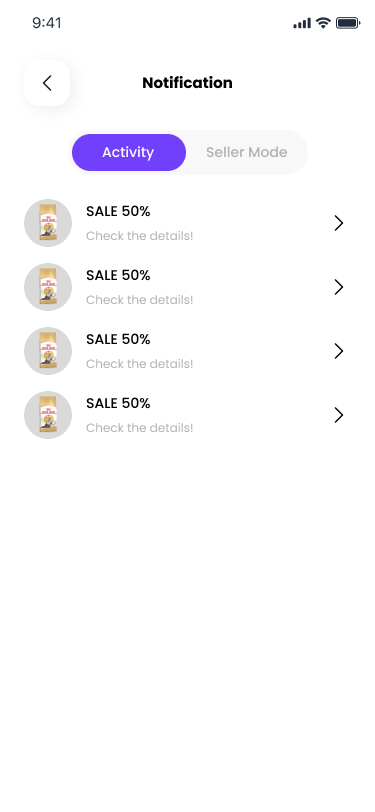 9:41
Notification
Activity
Seller Mode
SALE 50%
Check the details!
SALE 50%
Check the details!
SALE 50%
Check the details!
SALE 50%
Check the details!